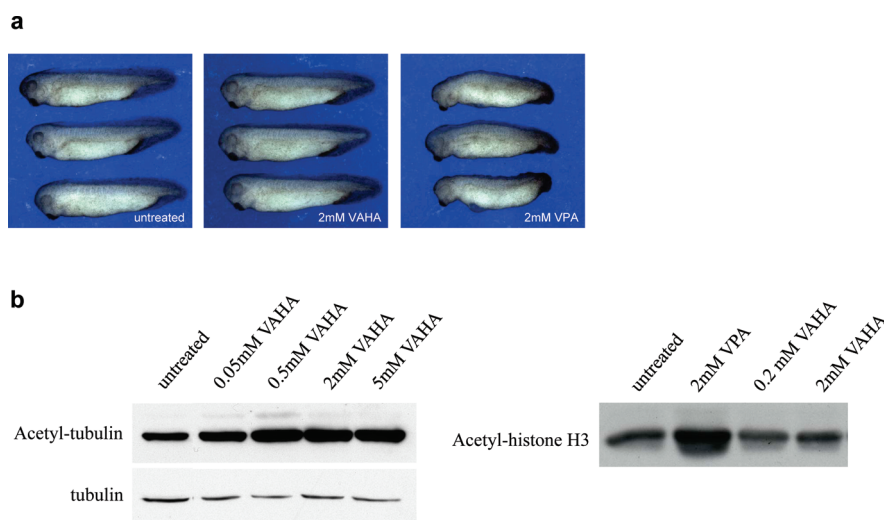 a
untreated
2mM VAHA
2mM VPA
b
untreated
0.05mM VAHA
0.5mM VAHA
2mM VAHA
5mM VAHA
Acetyl-tubulin
tubulin
untreated
2mM VPA
0.2 mM VAHA
2mM VAHA
Acetyl-histone H3